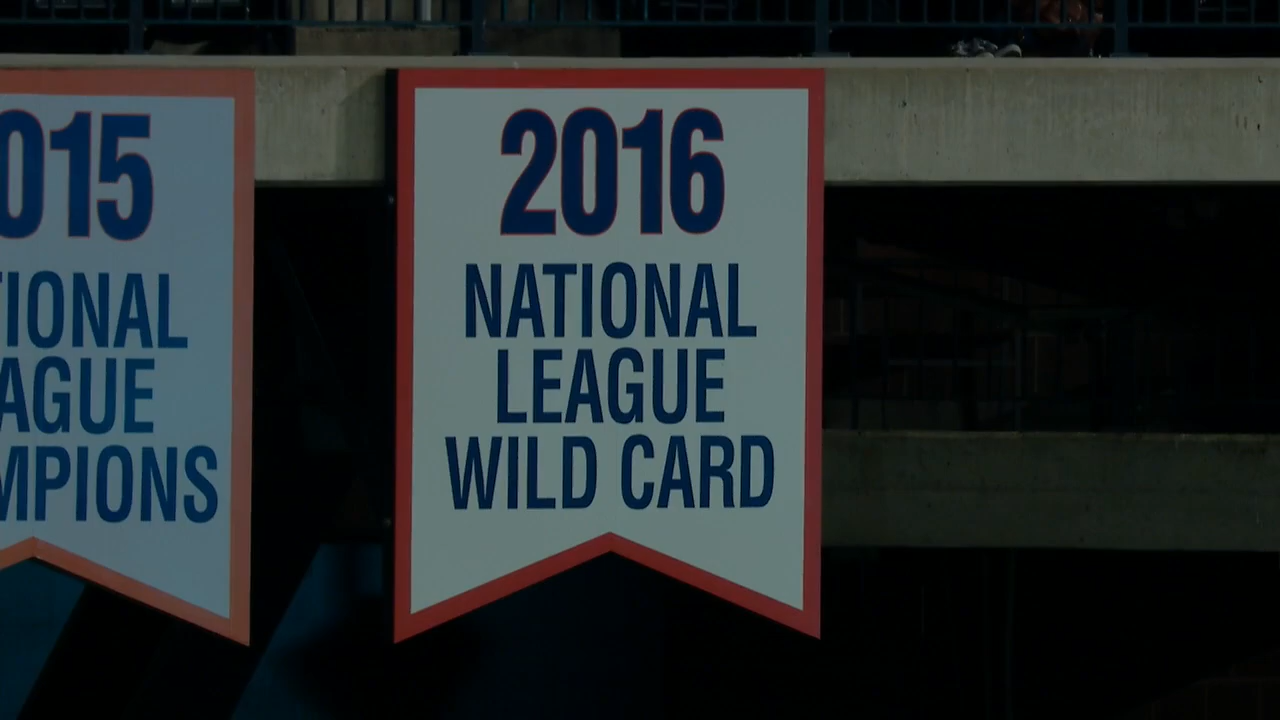 015
TIONAL
AGUE
MPIONS
2016
NATIONAL
LEAGUE
WILD CARD